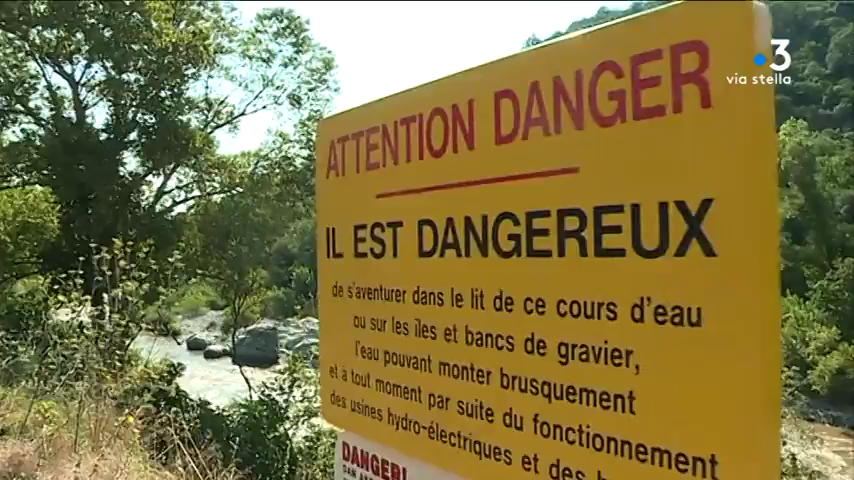 3
via stella
ATTENTION DANGER
IL EST DANGEREUX
de s'aventurer dans le lit de ce cours d'eau
ou sur les îles et bancs de gravier,
l'eau pouvant monter brusquement
et à tout moment par suite du fonctionnement
des usines hydro-électriques et des
DANGER!